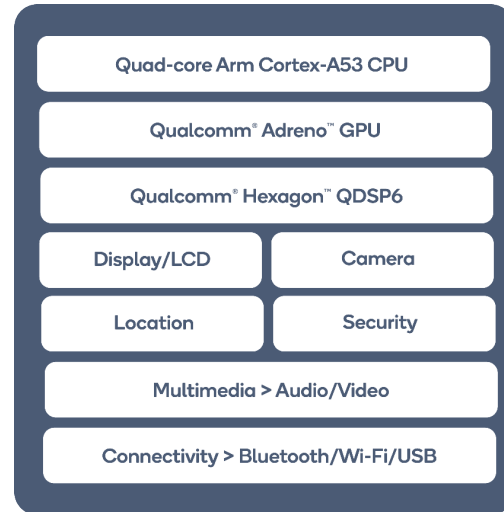 Quad-core Arm Cortex-A53 CPU
Qualcomm® Adreno™ GPU
Qualcomm® Hexagon™ QDSP6
Display/LCD
Camera
Location
Security
Multimedia > Audio/Video
Connectivity > Bluetooth/Wi-Fi/USB